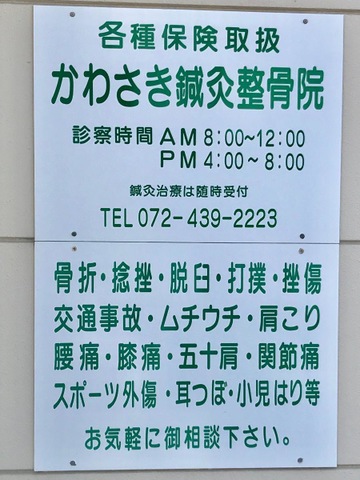 各種保険取扱
かわさき鍼灸整骨院
診察時間 AM 8:00~12:00
PM 4:00~8:00
鍼灸治療は随時受付
TEL 072-439-2223
骨折・捻挫・脱臼・打撲・挫傷
交通事故・ムチウチ・肩こり
腰痛・膝痛・五十肩・関節痛
スポーツ外傷・耳つぼ・小児はり等
お気軽に御相談下さい。